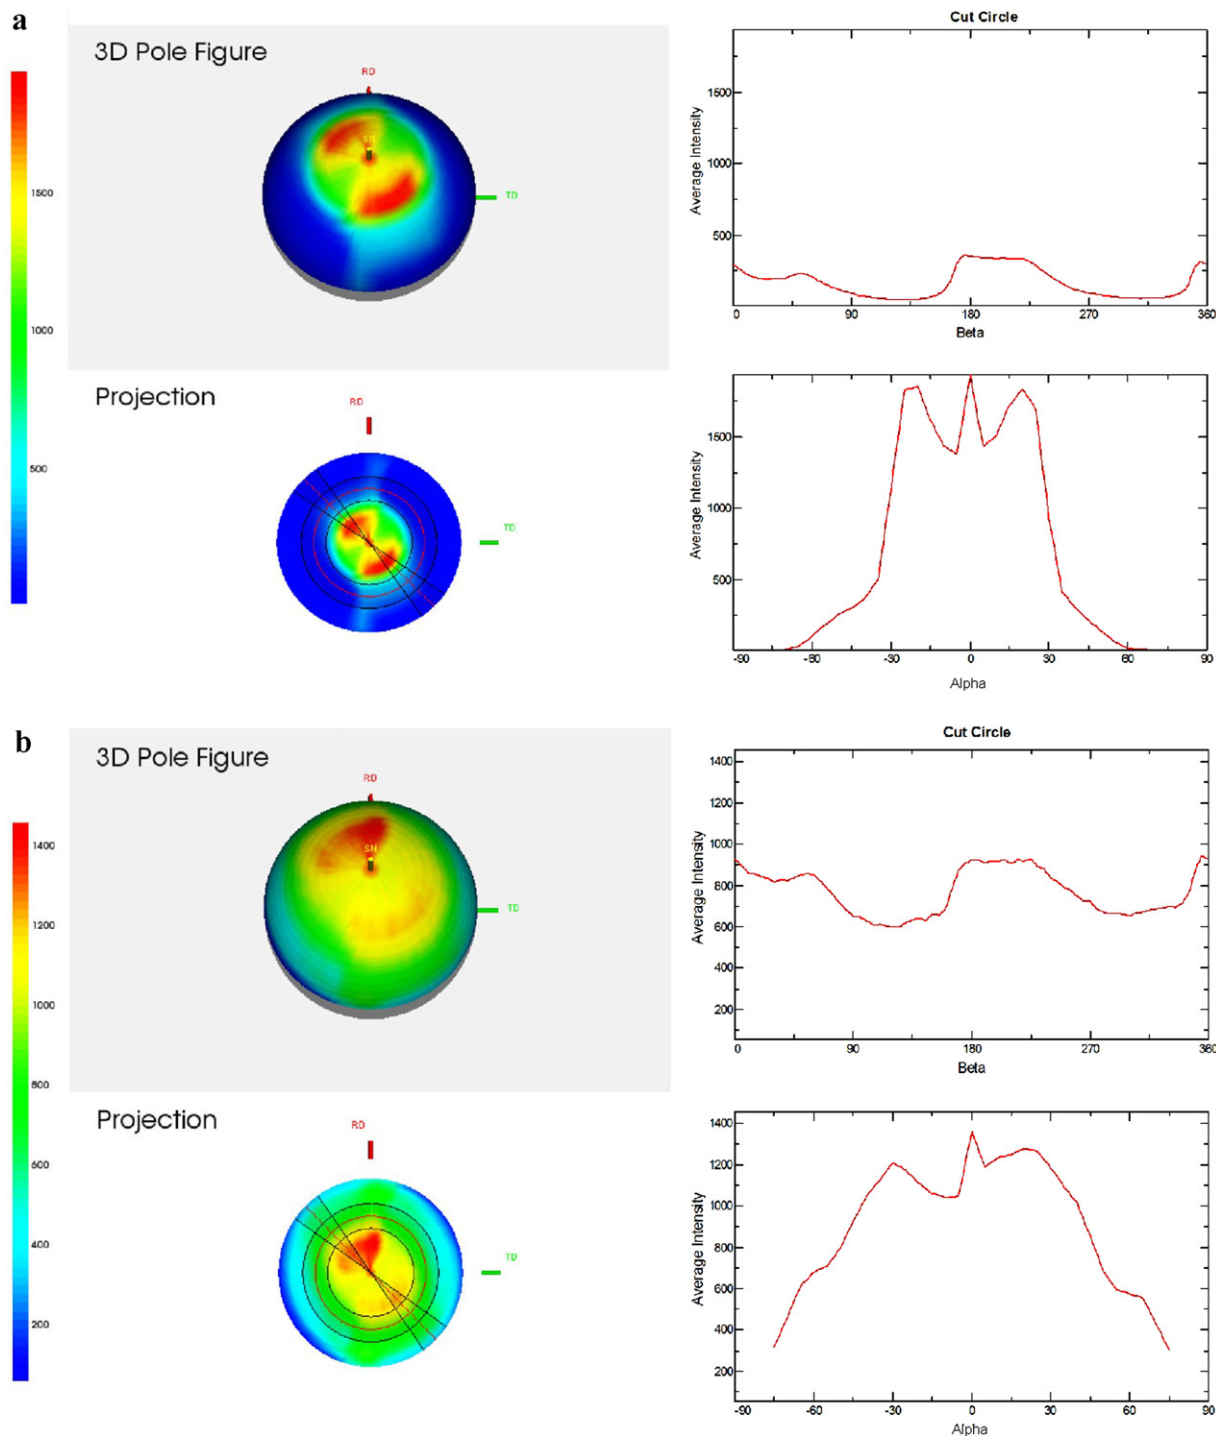 a
3D Pole Figure
RD
SN
TD
1500
1000
500
Projection
RD
TD
Cut Circle
Average Intensity
1500
1000
500
0 90 180 270 360
Beta
Average Intensity
1500
1000
500
-90 -60 -30 0 30 60 90
Alpha
b
3D Pole Figure
RD
SN
TD
1400
1200
1000
800
600
400
200
Projection
RD
TD
Cut Circle
Average Intensity
1400
1200
1000
800
600
400
200
0 90 180 270 360
Beta
Average Intensity
1400
1200
1000
800
600
400
200
-90 -60 -30 0 30 60 90
Alpha